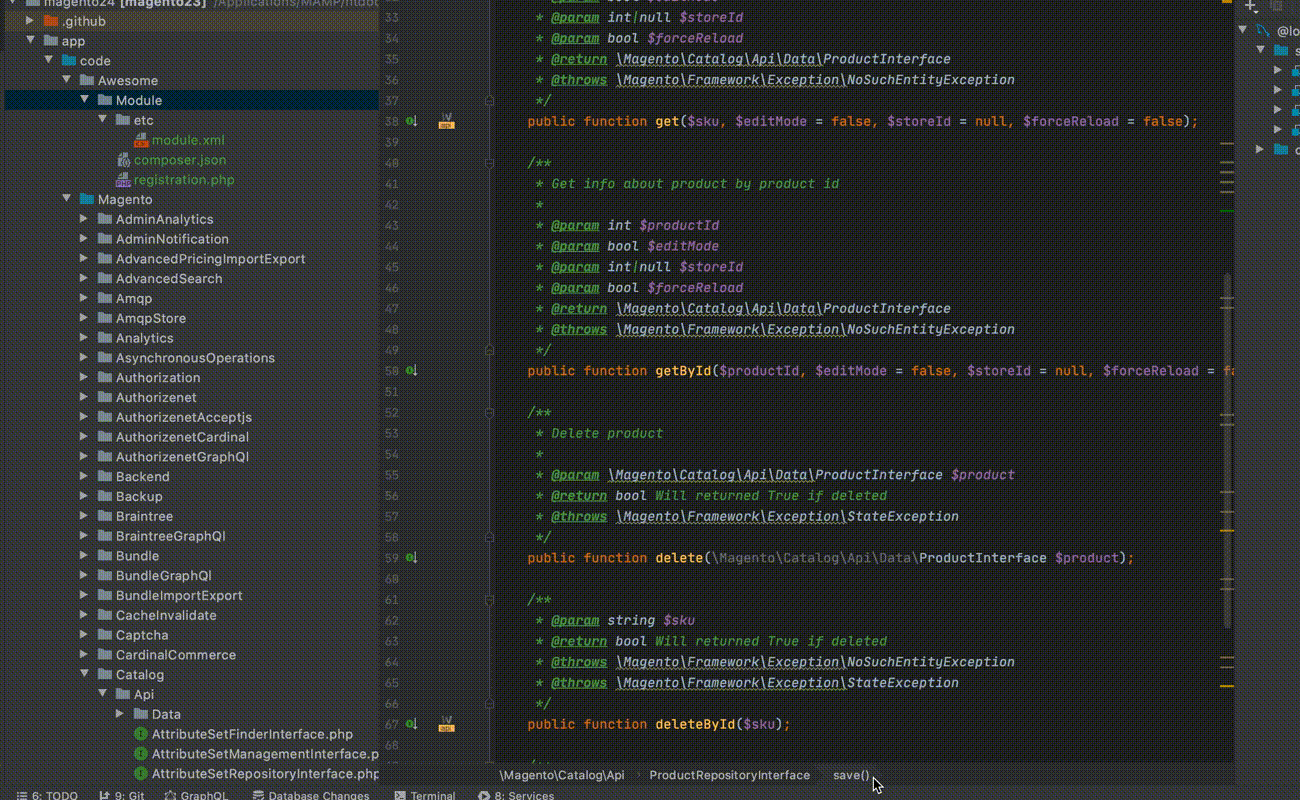 magento24 [magento23] /Applications/MAMP/htdoc
.github
app
code
Awesome
Module
etc
module.xml
composer.json
registration.php
Magento
AdminAnalytics
AdminNotification
AdvancedPricingImportExport
AdvancedSearch
Amqp
AmqpStore
Analytics
AsynchronousOperations
Authorization
Authorizenet
AuthorizenetAcceptjs
AuthorizenetCardinal
AuthorizenetGraphQl
Backend
Backup
Braintree
BraintreeGraphQl
Bundle
BundleGraphQl
BundleImportExport
CacheInvalidate
Captcha
CardinalCommerce
Catalog
Api
Data
AttributeSetFinderInterface.php
AttributeSetManagementInterface.p
AttributeSetRepositoryInterface.php
33 * @param int|null $storeId
34 * @param bool $forceReload
35 * @return \Magento\Catalog\Api\Data\ProductInterface
36 * @throws \Magento\Framework\Exception\NoSuchEntityException
37 */
38 public function get($sku, $editMode = false, $storeId = null, $forceReload = false);
39
40 /**
41 * Get info about product by product id
42 *
43 * @param int $productId
44 * @param bool $editMode
45 * @param int|null $storeId
46 * @param bool $forceReload
47 * @return \Magento\Catalog\Api\Data\ProductInterface
48 * @throws \Magento\Framework\Exception\NoSuchEntityException
49 */
50 public function getById($productId, $editMode = false, $storeId = null, $forceReload = fa
51
52 /**
53 * Delete product
54 *
55 * @param \Magento\Catalog\Api\Data\ProductInterface $product
56 * @return bool Will returned True if deleted
57 * @throws \Magento\Framework\Exception\StateException
58 */
59 public function delete(\Magento\Catalog\Api\Data\ProductInterface $product);
60
61 /**
62 * @param string $sku
63 * @return bool Will returned True if deleted
64 * @throws \Magento\Framework\Exception\NoSuchEntityException
65 * @throws \Magento\Framework\Exception\StateException
66 */
67 public function deleteById($sku);
68
\Magento\Catalog\Api › ProductRepositoryInterface › save()
@lo
s
6: TODO 9: Git GraphQL Database Changes Terminal 8: Services